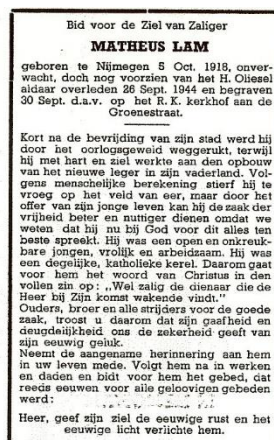 Bid voor de Ziel van Zaliger
MATHEUS LAM
geboren te Nijmegen 5 Oct. 1918, onver-
wacht, doch nog voorzien van het H. Oliesel
aldaar overleden 26 Sept. 1944 en begraven
30 Sept. d.a.v. op het R.K. kerkhof aan de
Groenestraat.
Kort na de bevrijding van zijn stad werd hij
door het oorlogsgeweld weggerukt, terwijl
hij met hart en ziel werkte aan den opbouw
van het nieuwe leger in zijn vaderland. Vol-
gens menschelijke berekening stierf hij te
vroeg op het veld van eer, maar door het
offer van zijn jonge leven kan hij de zaak der
vrijheid beter en nuttiger dienen omdat we
weten dat hij nu bij God voor dit alles ten
beste spreekt. Hij was een open en onkreuk-
bare jongen, vrolijk en arbeidzaam. Hij was
een degelijke, katholieke kerel. Daarom gaat
voor hem het woord van Christus in den
vollen zin op: „Wel zalig de dienaar die de
Heer bij Zijn komst wakende vindt."
Ouders, broer en alle strijders voor de goede
zaak, troost u daarom dat zijn gaafheid en
deugdelijkheid ons de zekerheid geeft van
zijn eeuwig geluk.
Neemt de aangename herinnering aan hem
in uw leven mede. Volgt hem na in werken
en daden en bidt voor hem het gebed, dat
reeds eeuwen voor alle geloovigen gebeden
werd:
Heer, geef zijn ziel de eeuwige rust en het
eeuwige licht verlichte hem.